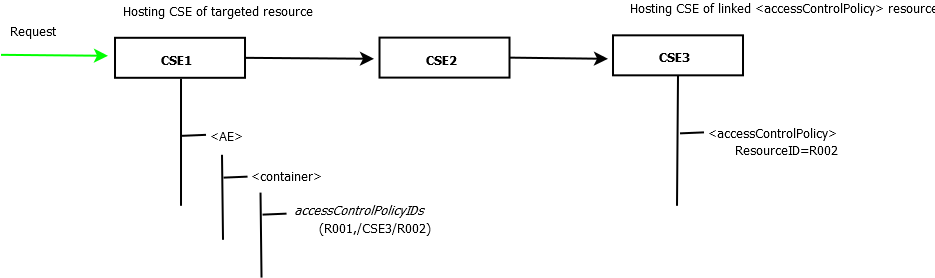 Hosting CSE of targeted resource
Hosting CSE of linked <accessControlPolicy> resource
Request
CSE1
CSE2
CSE3
<AE>
<accessControlPolicy>
ResourceID=R002
<container>
accessControlPolicyIDs
(R001,/CSE3/R002)